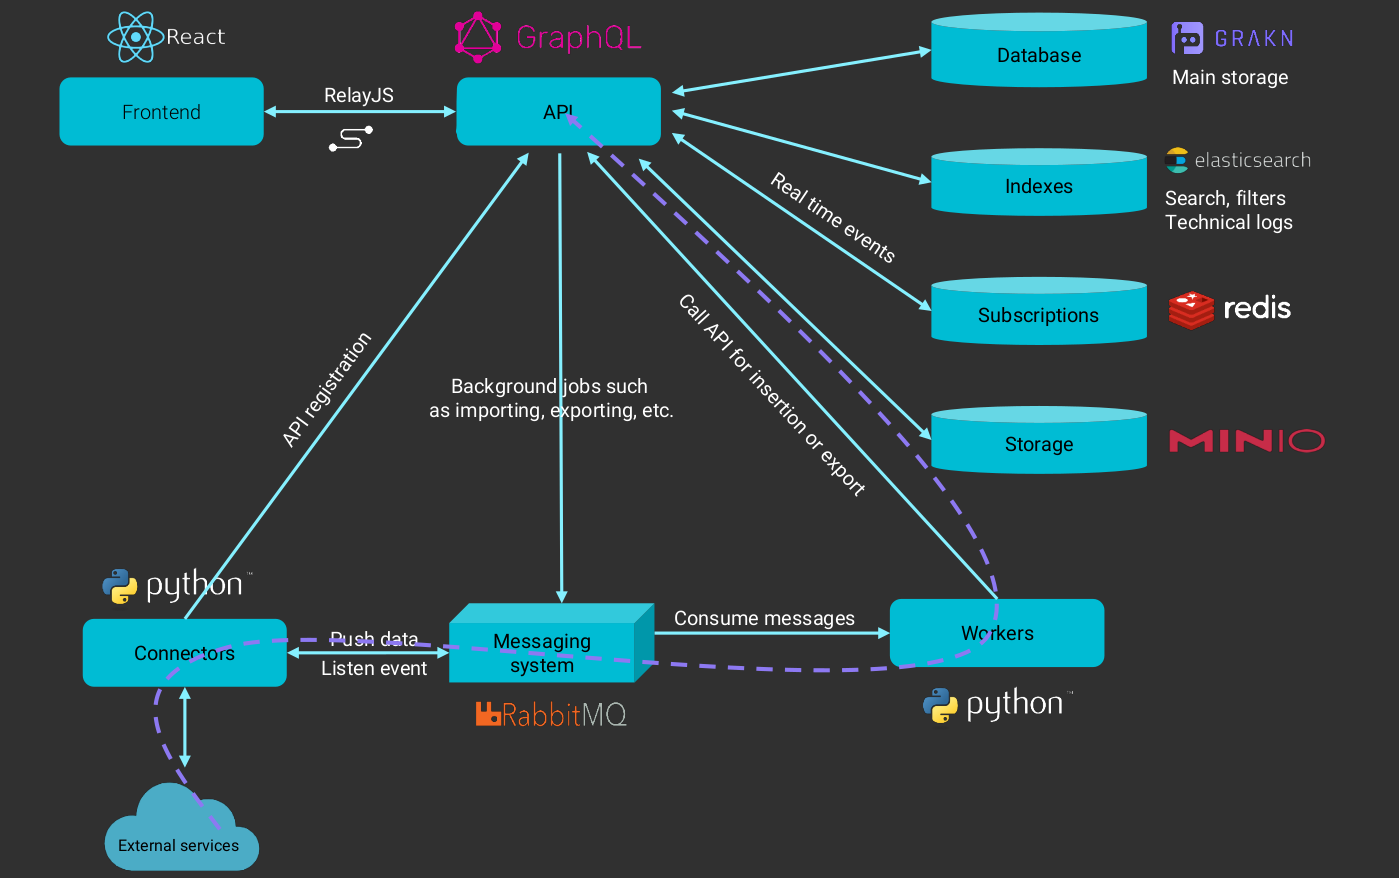 React
GraphQL
Database
GRAKN
Main storage
Frontend
RelayJS
API
Indexes
elasticsearch
Search, filters
Technical logs
Real time events
Subscriptions
redis
Call API for insertion or export
API registration
Background jobs such
as importing, exporting, etc.
Storage
MINIO
python™
Connectors
Push data
Listen event
Messaging
system
Consume messages
Workers
RabbitMQ
python™
External services